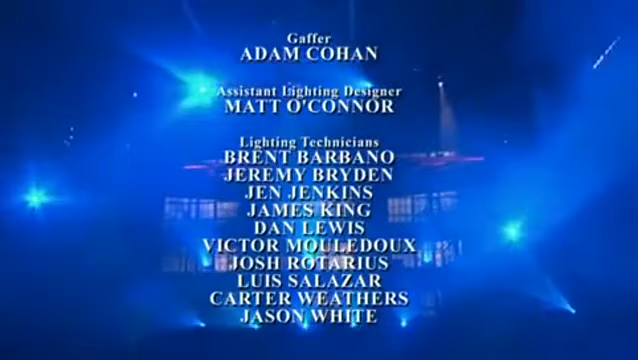 Gaffer
ADAM COHAN
Assistant Lighting Designer
MATT O'CONNOR
Lighting Technicians
BRENT BARBANO
JEREMY BRYDEN
JEN JENKINS
JAMES KING
DAN LEWIS
VICTOR MOULEDOUX
JOSH ROTARIUS
LUIS SALAZAR
CARTER WEATHERS
JASON WHITE